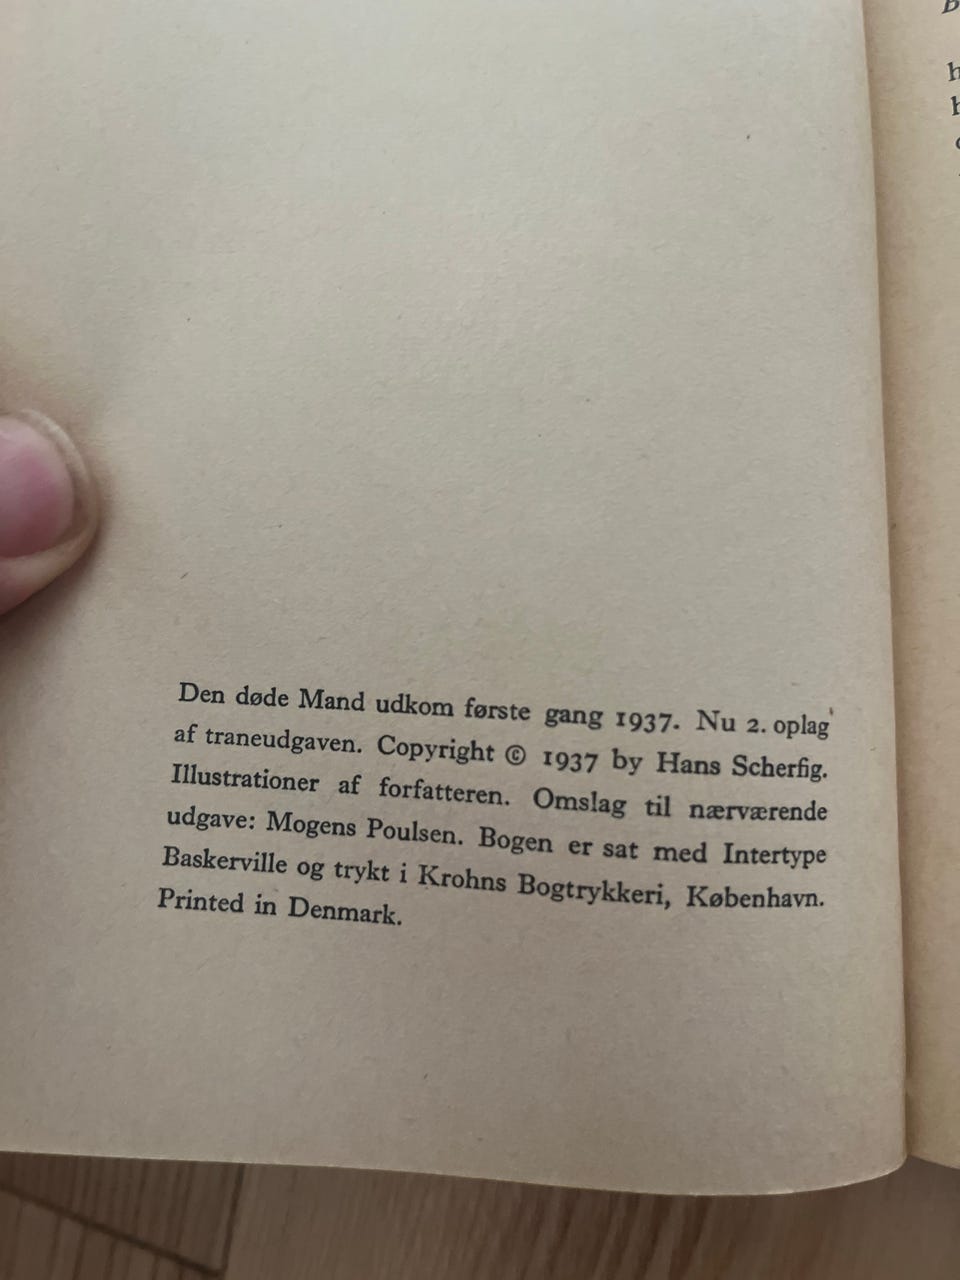 Den døde Mand udkom første gang 1937. Nu 2. oplag
af traneudgaven. Copyright © 1937 by Hans Scherfig.
Illustrationer af forfatteren. Omslag til nærværende
udgave: Mogens Poulsen. Bogen er sat med Intertype
Baskerville og trykt i Krohns Bogtrykkeri, København.
Printed in Denmark.